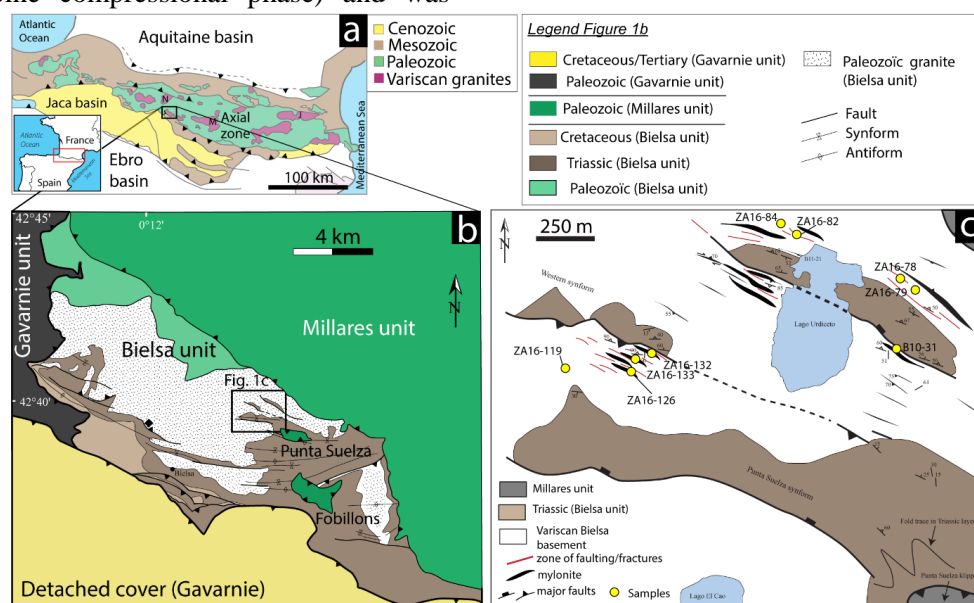 eine compressional phase) and was
Atlantic
Ocean
Aquitaine basin
a
Cenozoic
Mesozoic
Paleozoic
Variscan granites
Jaca basin
N
M
Axial
zone
Mediterranean Sea
Atlantic
Ocean
France
Spain
Mediterranean
Sea
Ebro
basin
100 km
Legend Figure 1b
Cretaceous/Tertiary (Gavarnie unit)
Paleozoic (Gavarnie unit)
Paleozoic (Millares unit)
Cretaceous (Bielsa unit)
Triassic (Bielsa unit)
Paleozoïc (Bielsa unit)
Paleozoïc granite
(Bielsa unit)
Fault
Synform
Antiform
42°45'
0°12'
b
4 km
N
Gavarnie unit
Millares unit
Bielsa unit
Fig. 1c
42°40'
Punta Suelza
Bielsa
Fobillons
Detached cover (Gavarnie)
c
N
250 m
ZA16-84
ZA16-82
B11-21
ZA16-78
ZA16-79
Western synform
Lago Urdiceto
B10-31
ZA16-119
ZA16-132
ZA16-133
ZA16-126
Punta Suelza synform
Millares unit
Triassic (Bielsa unit)
Variscan Bielsa
basement
zone of faulting/fractures
mylonite
major faults
Samples
Lago El Cao
Fold trace in Triassic layer
Punta Suelza klippe